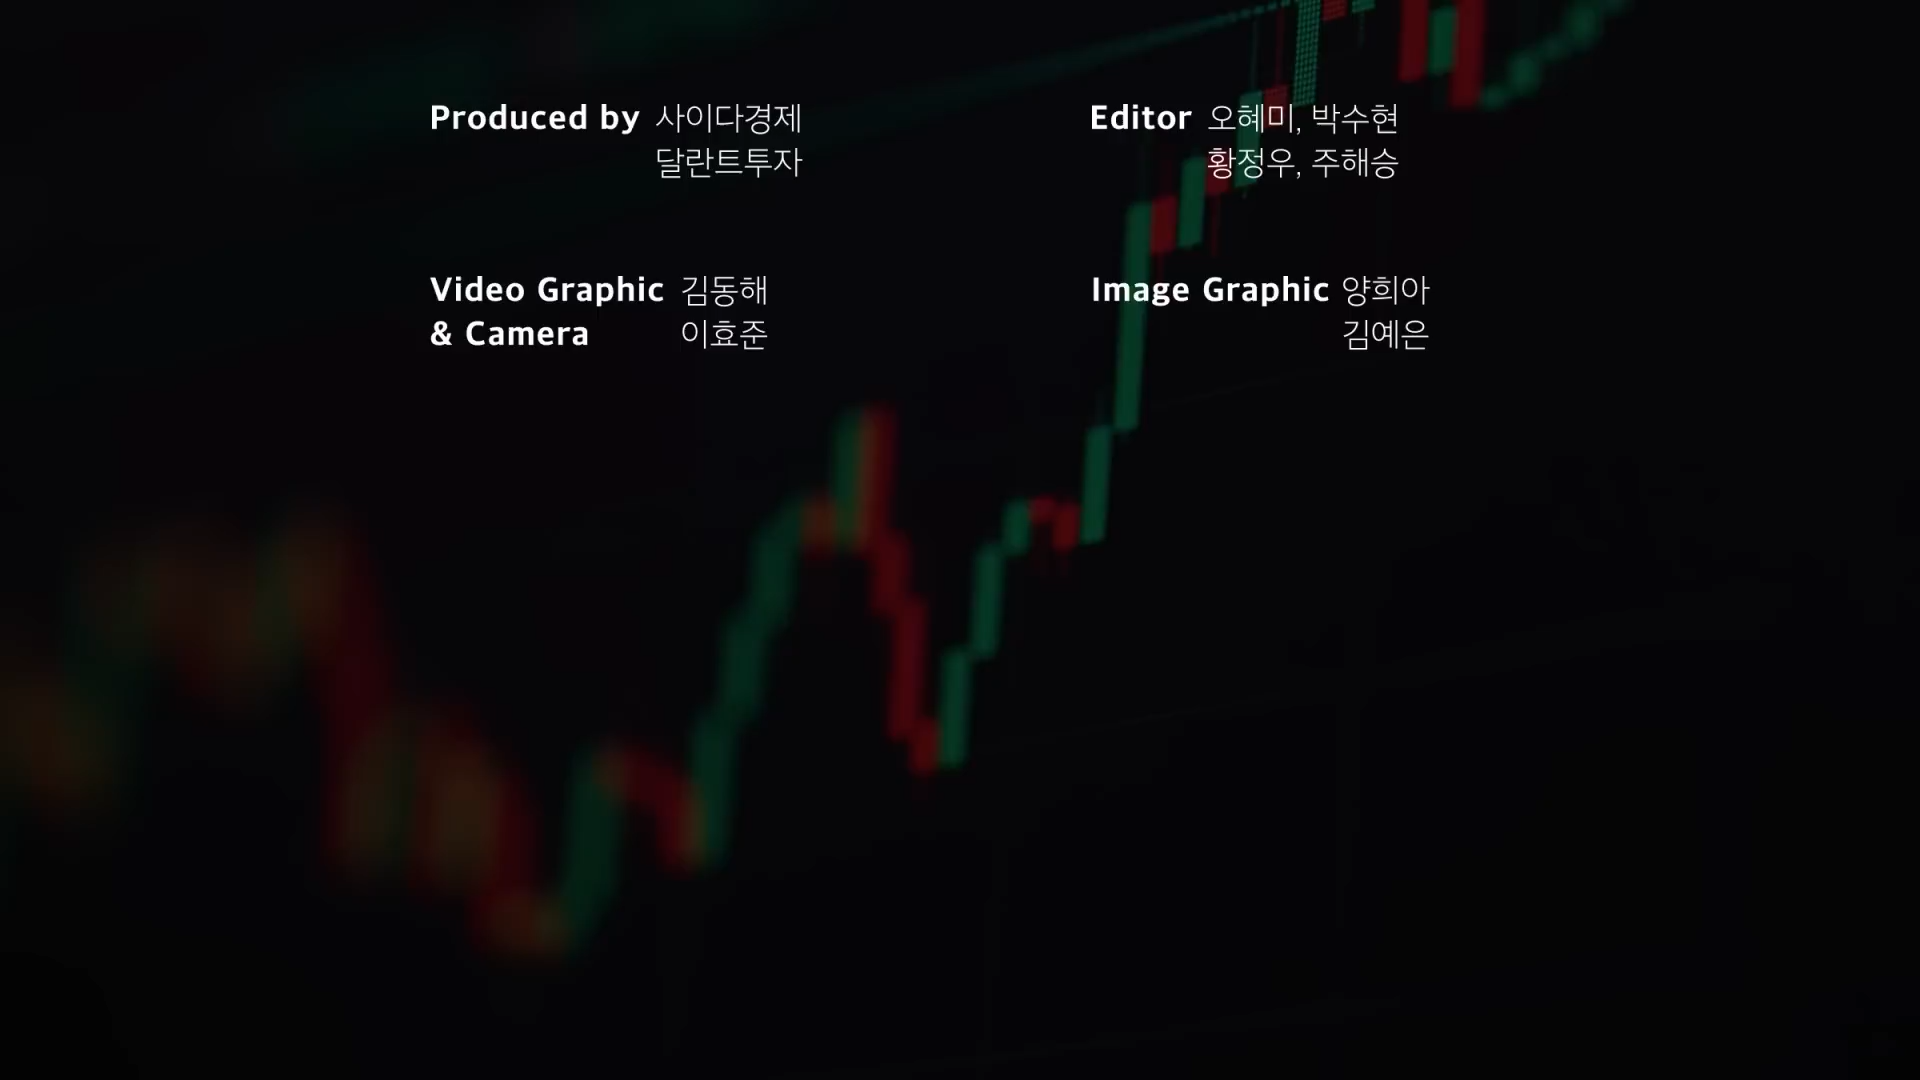 Produced by 사이다경제
달란트투자
Editor 오혜미, 박수현
황정우, 주해승
Video Graphic 김동해
& Camera 이효준
Image Graphic 양희아
김예은